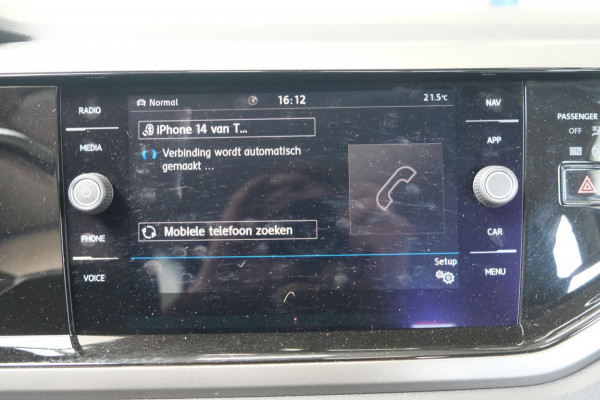 Normal 16:12 21.5°C
RADIO
MEDIA
PHONE
VOICE
iPhone 14 van T...
Verbinding wordt automatisch
gemaakt ...
Mobiele telefoon zoeken
Setup
NAV
APP
CAR
MENU
PASSENGER
OFF